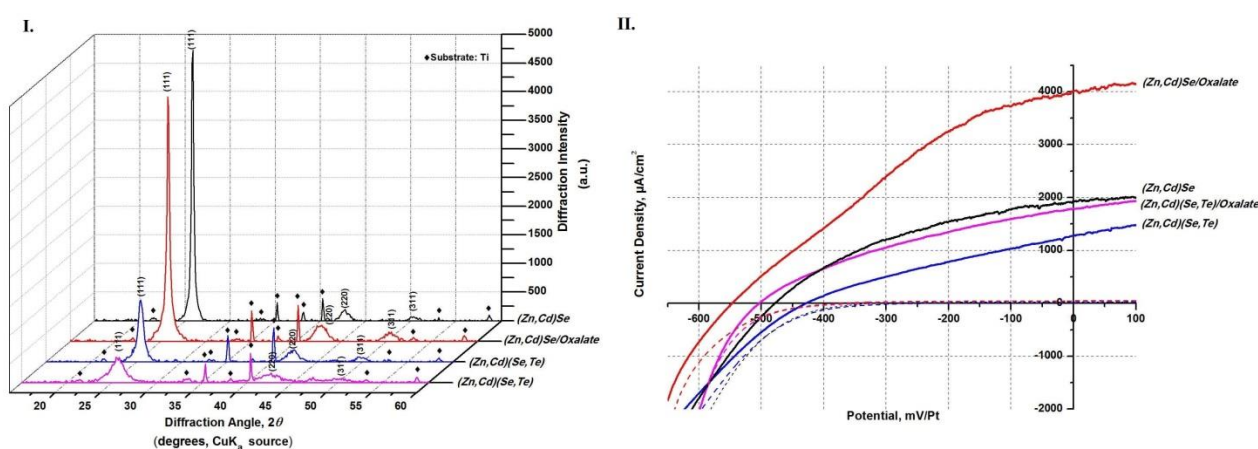 I.
5000
4500
4000
3500
3000
2500
2000
1500
1000
500
Diffraction Intensity
(a.u.)
♦Substrate: Ti
(111)
(111)
(111)
(111)
(220)
(311)
(220)
(311)
(220)
(311)
(220)
(311)
(Zn,Cd)Se
(Zn,Cd)Se/Oxalate
(Zn,Cd)(Se,Te)
(Zn,Cd)(Se,Te)
20 25 30 35 40 45 50 55 60
Diffraction Angle, 2θ
(degrees, CuKa source)
II.
Current Density, µA/cm²
4000
3000
2000
1000
0
-1000
-2000
-600 -500 -400 -300 -200 -100 0 100
Potential, mV/Pt
(Zn,Cd)Se/Oxalate
(Zn,Cd)Se
(Zn,Cd)(Se,Te)/Oxalate
(Zn,Cd)(Se,Te)